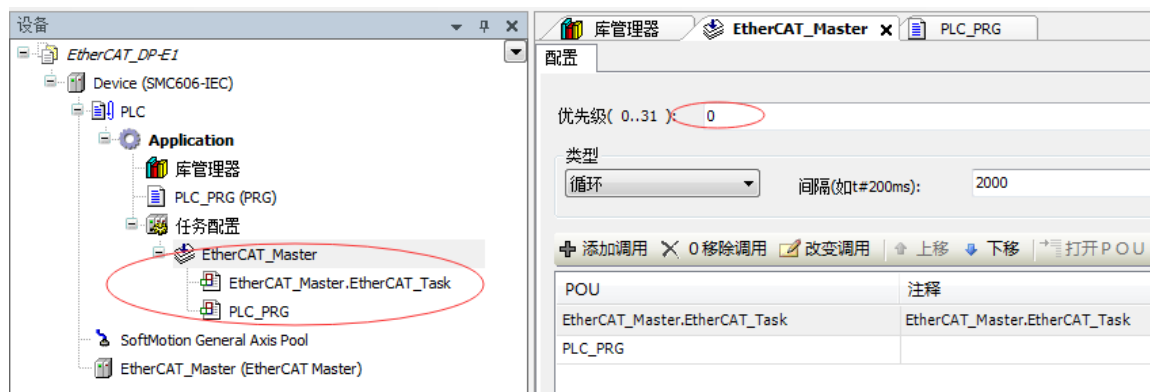 设备
EtherCAT_DP-E1
Device (SMC606-IEC)
PLC
Application
库管理器
PLC_PRG (PRG)
任务配置
EtherCAT_Master
EtherCAT_Master.EtherCAT_Task
PLC_PRG
SoftMotion General Axis Pool
EtherCAT_Master (EtherCAT Master)
库管理器 EtherCAT_Master PLC_PRG
配置
优先级( 0..31 ): 0
类型
循环 间隔(如t#200ms): 2000
添加调用 0移除调用 改变调用 上移 下移 打开POU
POU 注释
EtherCAT_Master.EtherCAT_Task EtherCAT_Master.EtherCAT_Task
PLC_PRG